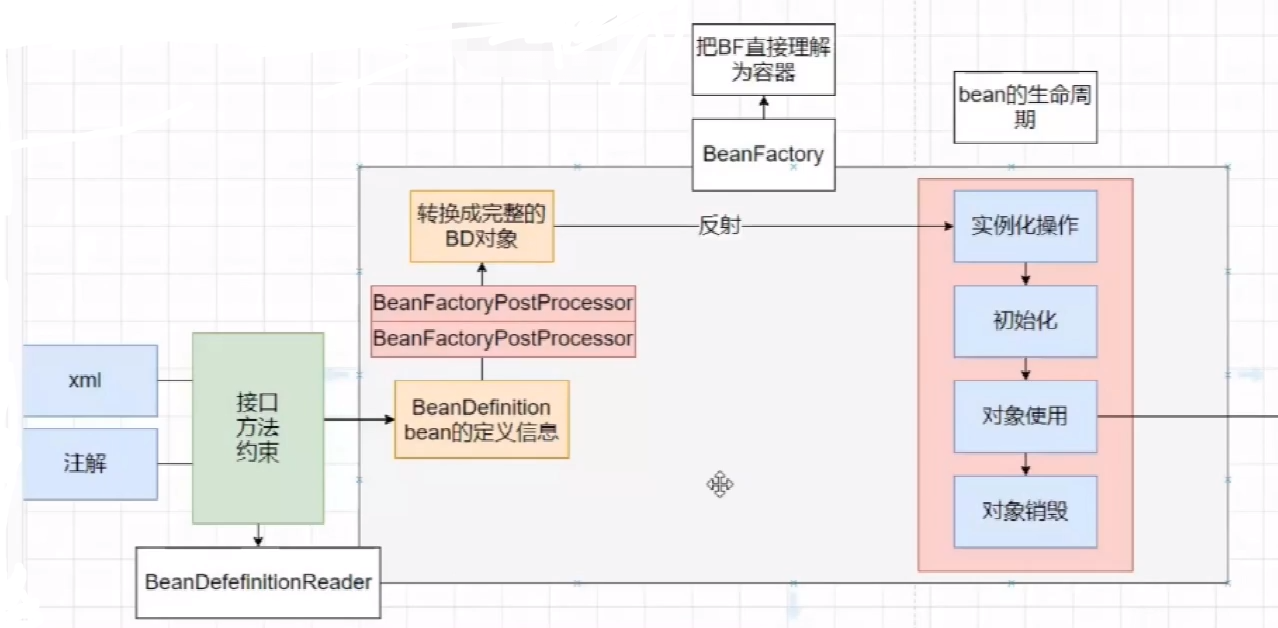 把BF直接理解
为容器
bean的生命周
期
BeanFactory
转换成完整的
BD对象
反射
实例化操作
BeanFactoryPostProcessor
BeanFactoryPostProcessor
初始化
xml
接口
方法
约束
BeanDefinition
bean的定义信息
对象使用
注解
对象销毁
BeanDefefinitionReader